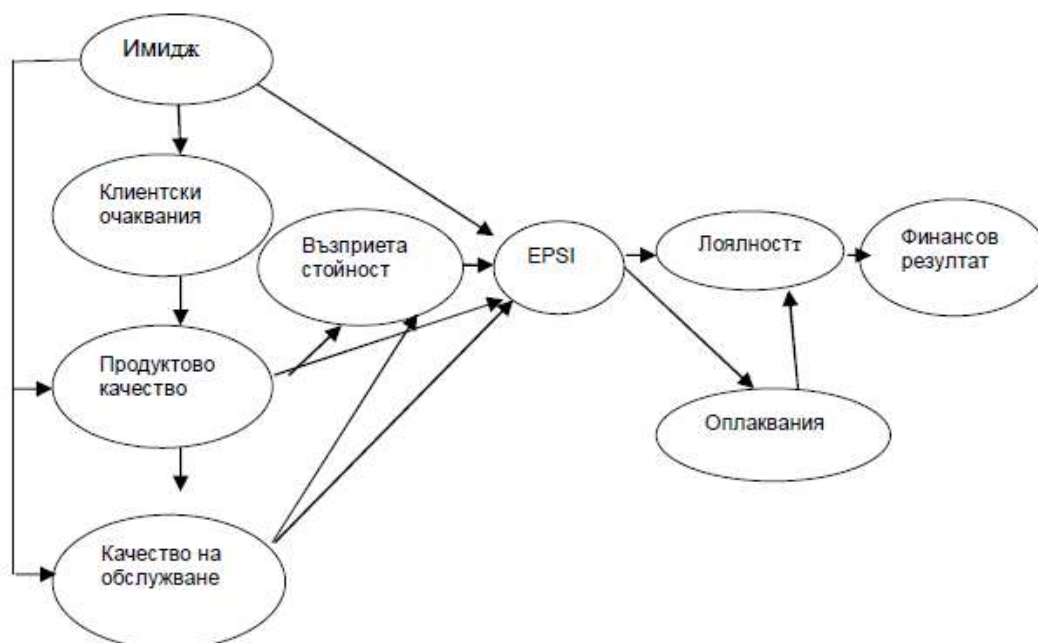 Имидж
Клиентски
очаквания
Възприета
стойност
EPSI
Лоялностт
Финансов
резултат
Продуктово
качество
Оплаквания
Качество на
обслужване